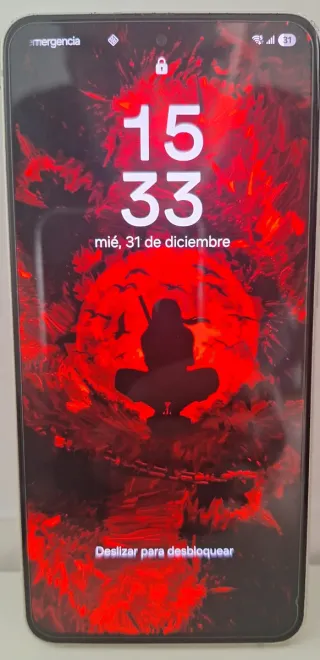 mergencia
31
15
33
mié, 31 de diciembre
Deslizar para desbloquear